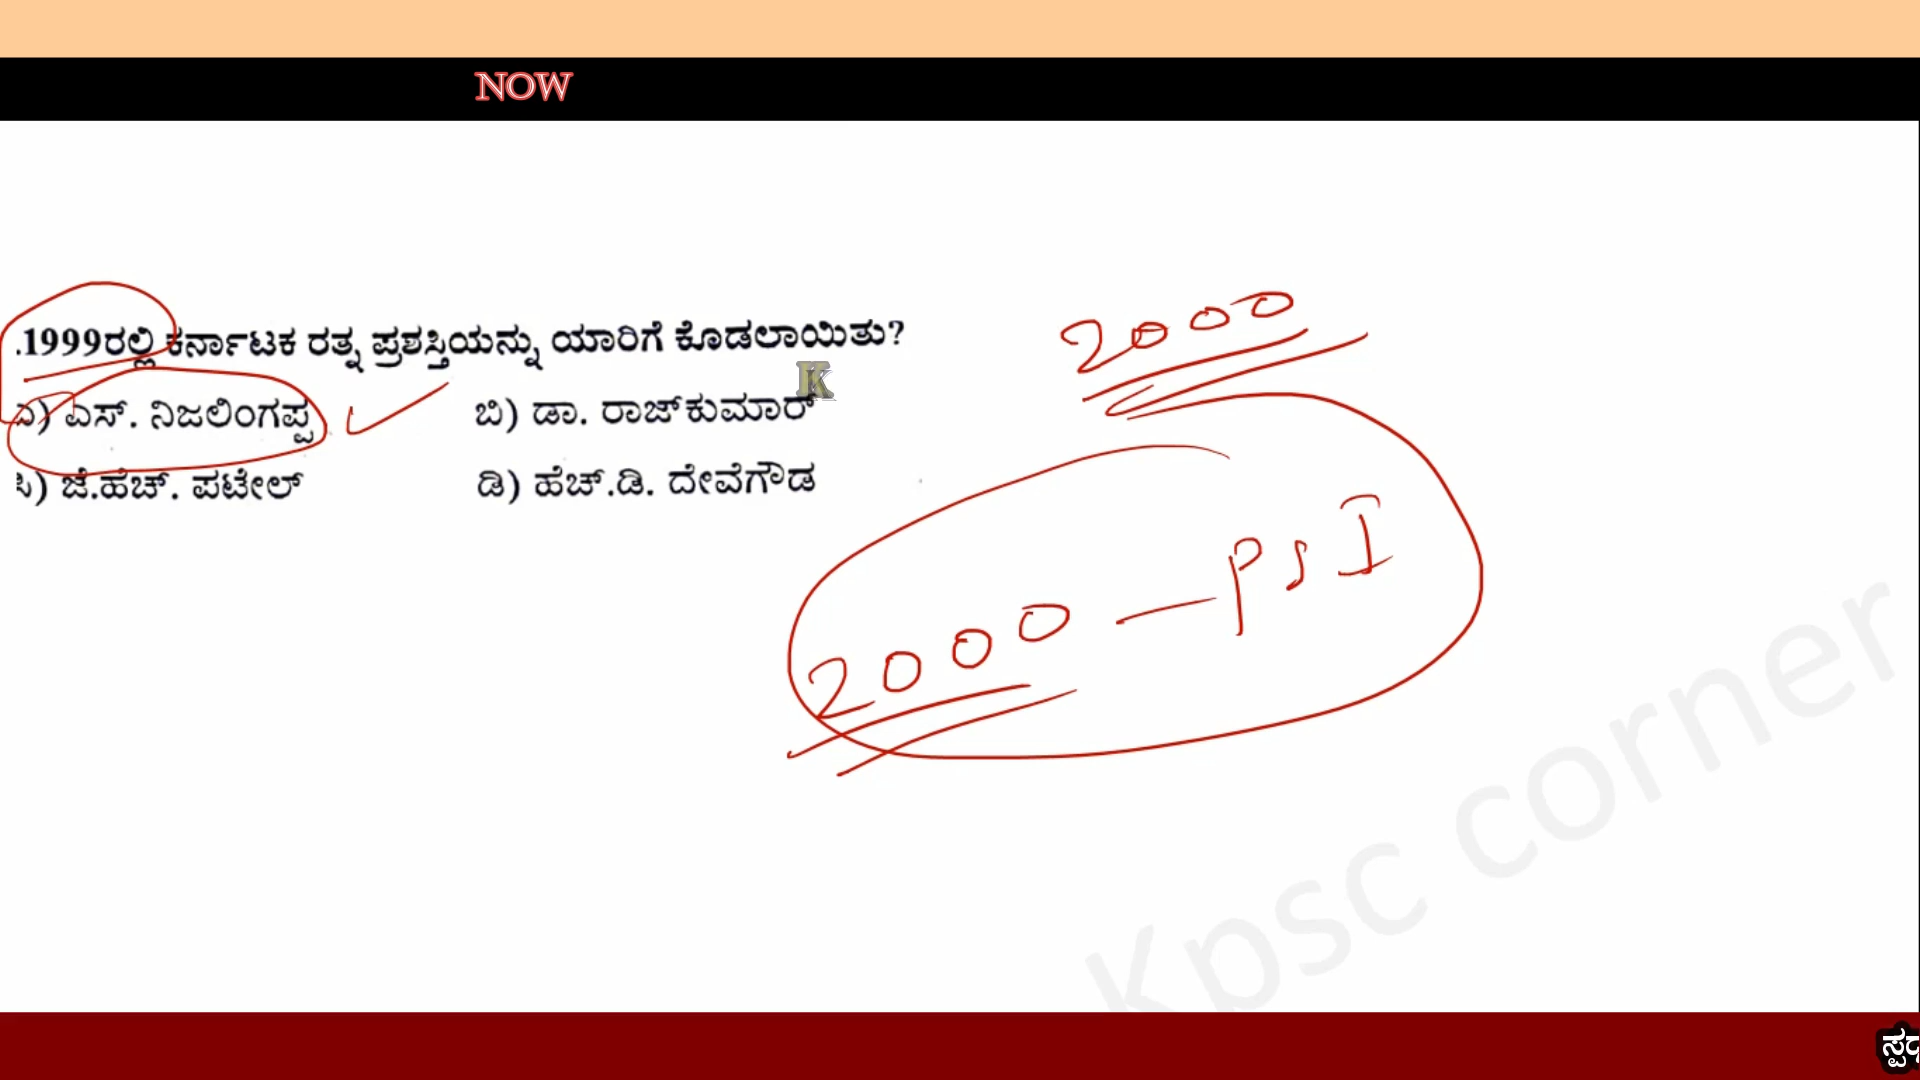 NOW
.1999ರಲ್ಲಿ ಕರ್ನಾಟಕ ರತ್ನ ಪ್ರಶಸ್ತಿಯನ್ನು ಯಾರಿಗೆ ಕೊಡಲಾಯಿತು?
2000
K
ಎ) ಎಸ್. ನಿಜಲಿಂಗಪ್ಪ ಬಿ) ಡಾ. ರಾಜ್‌ಕುಮಾರ್
ಸಿ) ಜೆ.ಹೆಚ್. ಪಟೇಲ್ ಡಿ) ಹೆಚ್.ಡಿ. ದೇವೆಗೌಡ
2000 — PSI
Kpsc corner